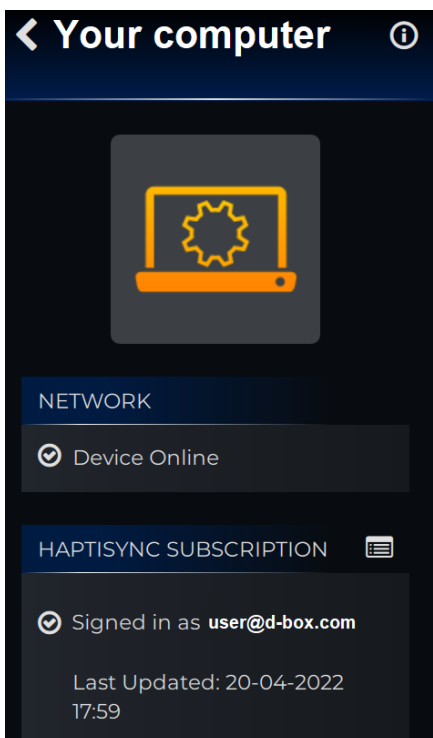 Your computer
NETWORK
Device Online
HAPTISYNC SUBSCRIPTION
Signed in as user@d-box.com
Last Updated: 20-04-2022
17:59